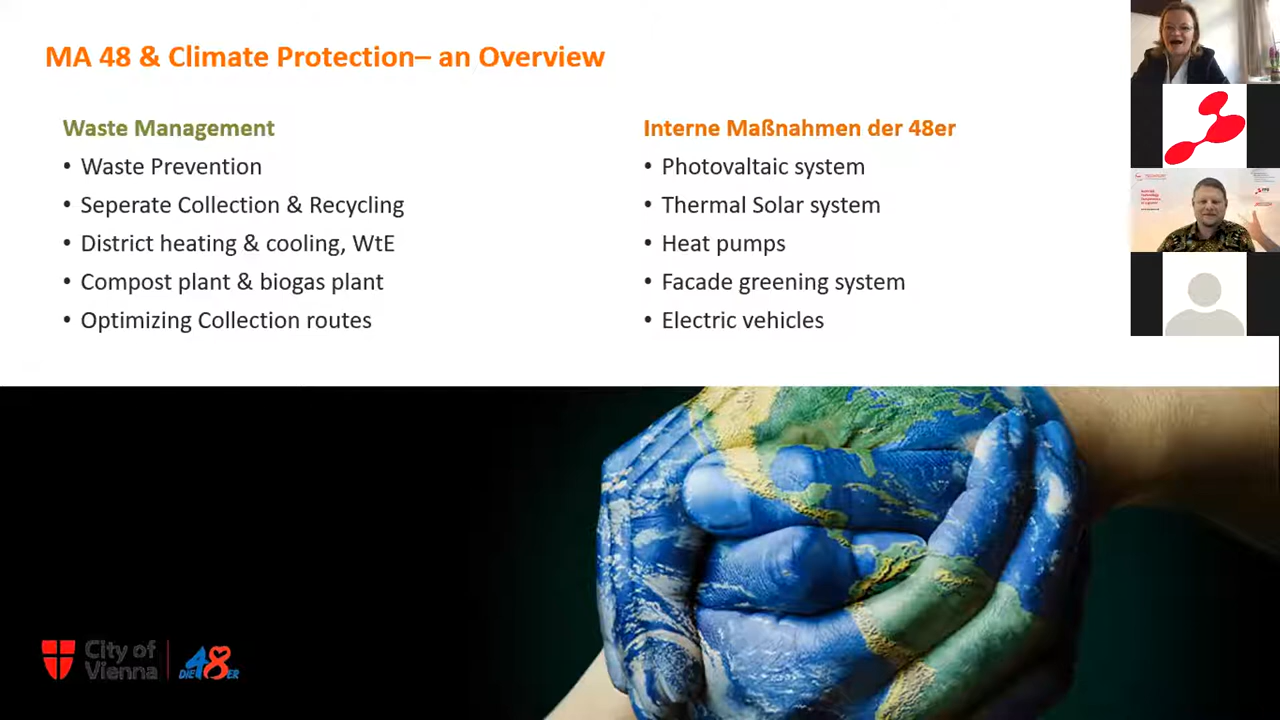 MA 48 & Climate Protection– an Overview
Waste Management
• Waste Prevention
• Seperate Collection & Recycling
• District heating & cooling, WtE
• Compost plant & biogas plant
• Optimizing Collection routes
Interne Maßnahmen der 48er
• Photovaltaic system
• Thermal Solar system
• Heat pumps
• Facade greening system
• Electric vehicles
City of
Vienna
DIE 48ER